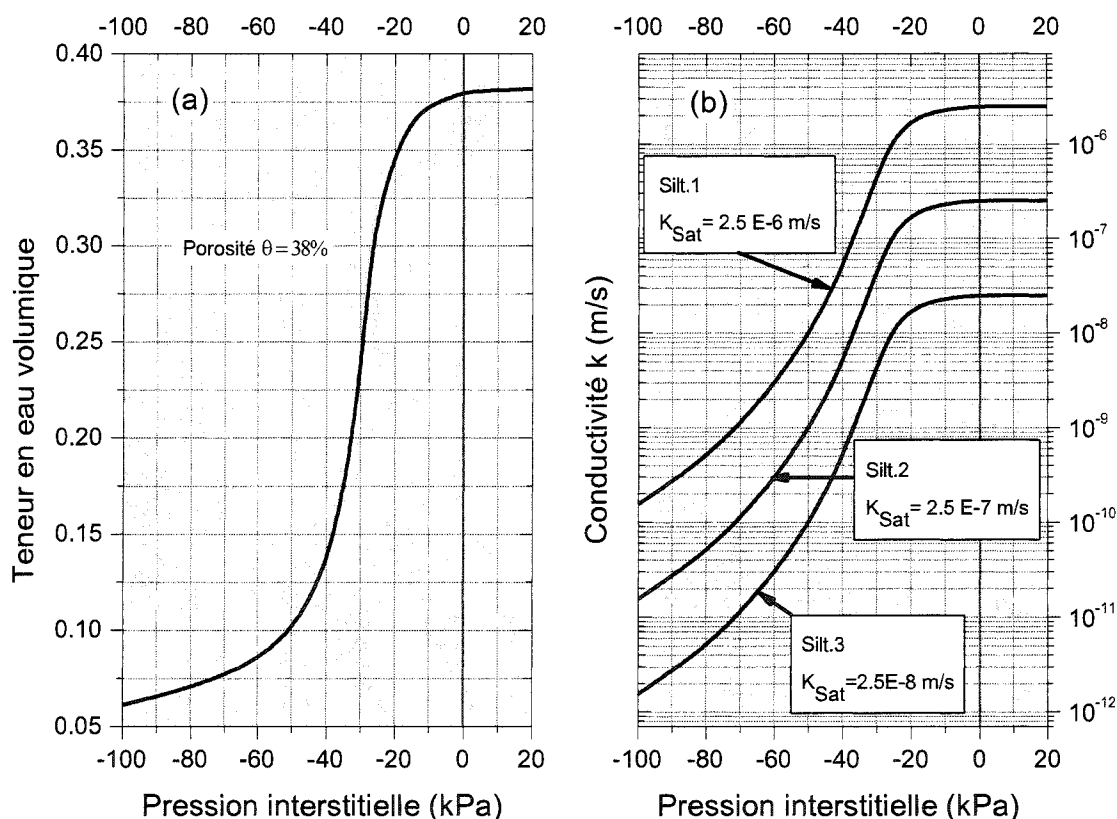 -100 -80 -60 -40 -20 0 20
0.40
0.35
0.30
0.25
0.20
0.15
0.10
0.05
(a)
Porosité θ = 38%
Teneur en eau volumique
-100 -80 -60 -40 -20 0 20
Pression interstitielle (kPa)
-100 -80 -60 -40 -20 0 20
(b)
Silt.1
K_Sat = 2.5 E-6 m/s
Silt.2
K_Sat = 2.5 E-7 m/s
Silt.3
K_Sat =2.5E-8 m/s
Conductivité k (m/s)
10^-6
10^-7
10^-8
10^-9
10^-10
10^-11
10^-12
-100 -80 -60 -40 -20 0 20
Pression interstitielle (kPa)